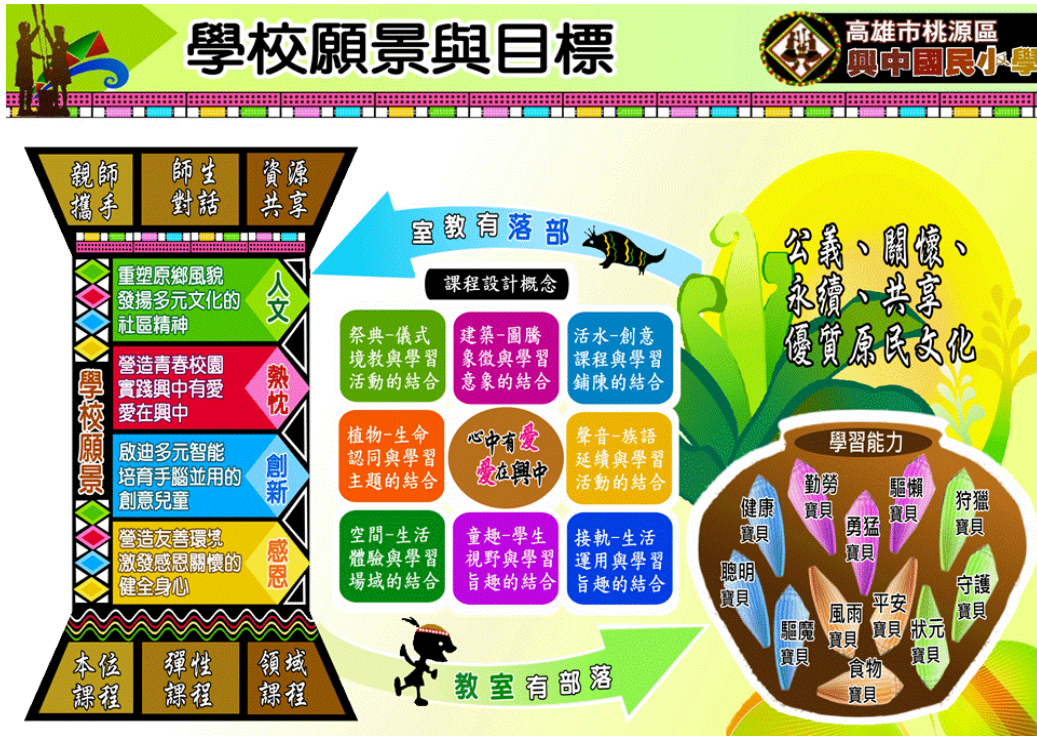 學校願景與目標
高雄市桃源區
興中國民小學
親師
攜手
師生
對話
資源
共享
學校願景
重塑原鄉風貌
發揚多元文化的
社區精神
人文
營造青春校園
實踐興中有愛
愛在興中
熱忱
啟迪多元智能
培育手腦並用的
創意兒童
創新
營造友善環境
激發感恩關懷的
健全身心
感恩
本位
課程
彈性
課程
領域
課程
室教有落部
課程設計概念
祭典-儀式
境教與學習
活動的結合
建築-圖騰
象徵與學習
意象的結合
活水-創意
課程與學習
鋪陳的結合
植物-生命
認同與學習
主題的結合
心中有愛
愛在興中
聲音-族語
延續與學習
活動的結合
空間-生活
體驗與學習
場域的結合
童趣-學生
視野與學習
旨趣的結合
接軌-生活
運用與學習
旨趣的結合
教室有部落
公義、關懷、
永續、共享
優質原民文化
學習能力
健康
寶貝
勤勞
寶貝
勇猛
寶貝
驅懶
寶貝
狩獵
寶貝
聰明
寶貝
驅魔
寶貝
風雨
寶貝
平安
寶貝
狀元
寶貝
守護
寶貝
食物
寶貝